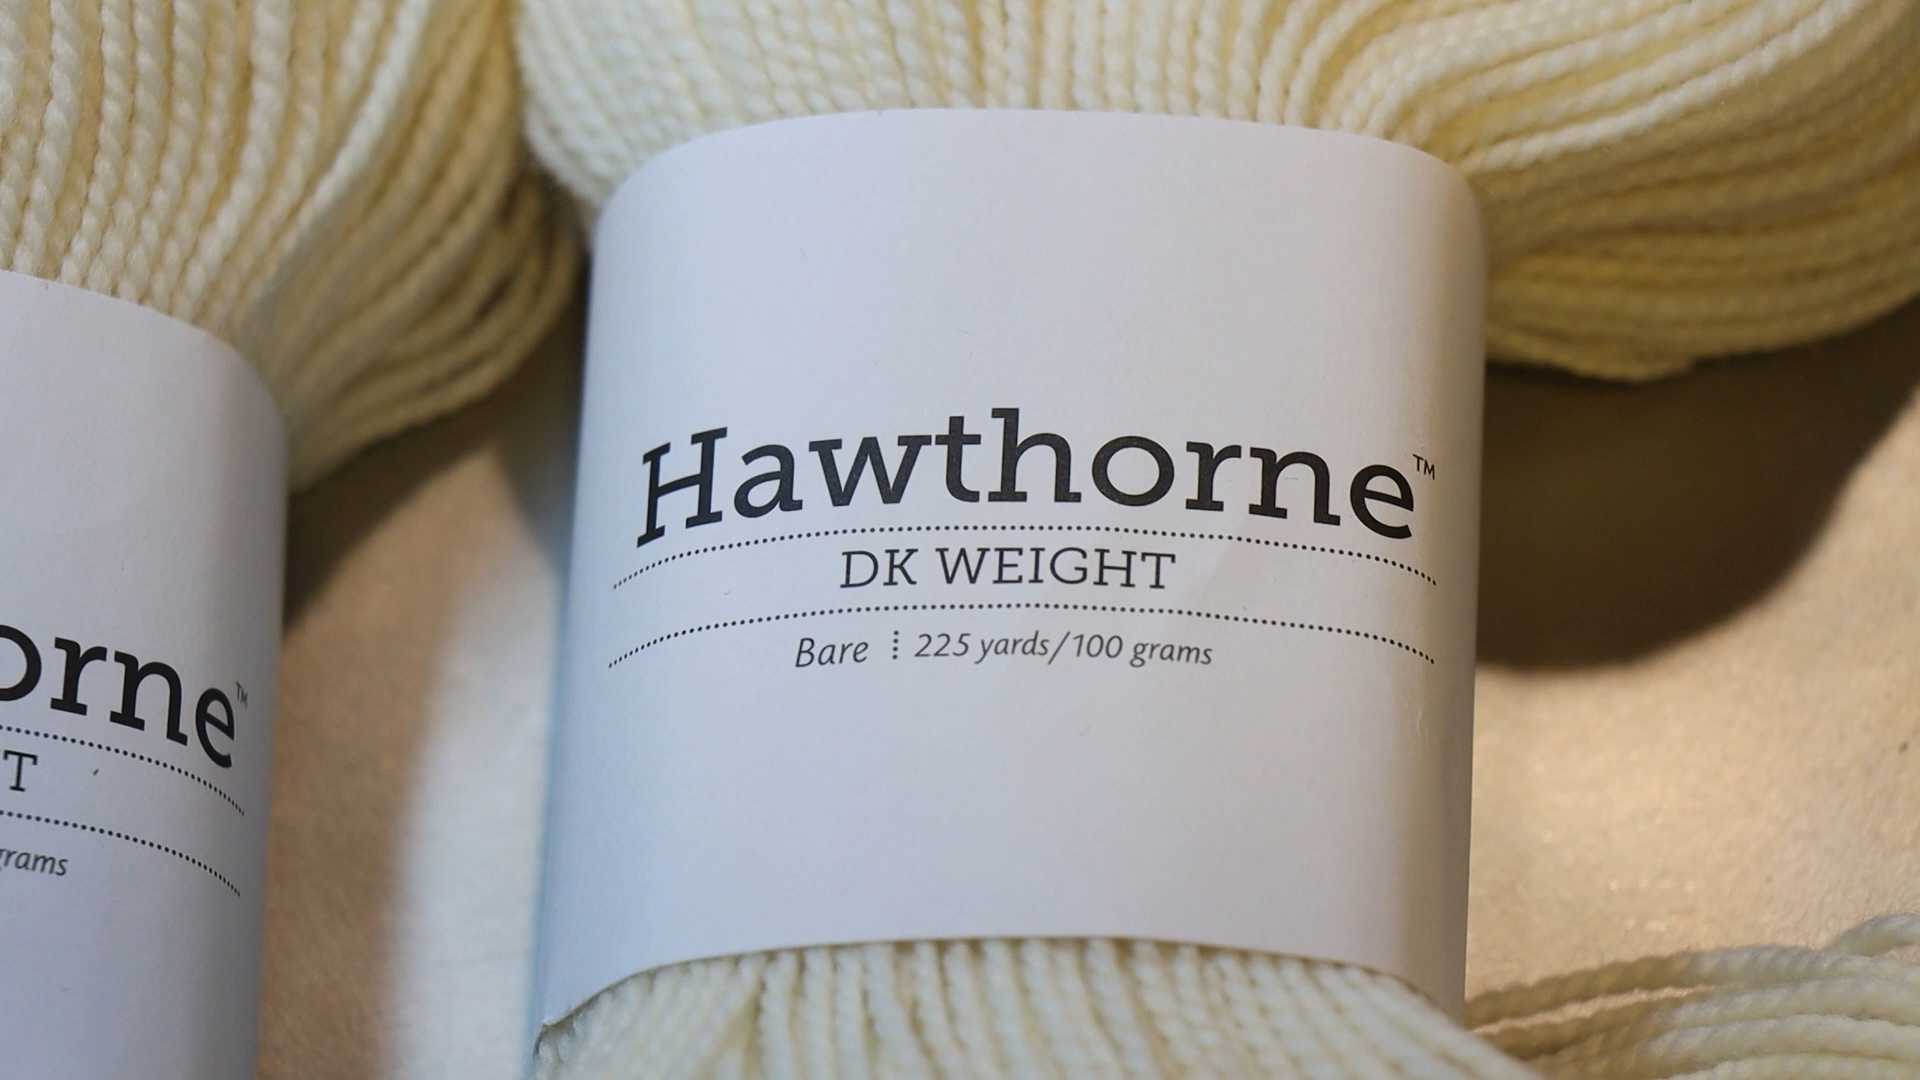 Hawthorne™
DK WEIGHT
Bare ⁞ 225 yards/100 grams
orne™
T
grams